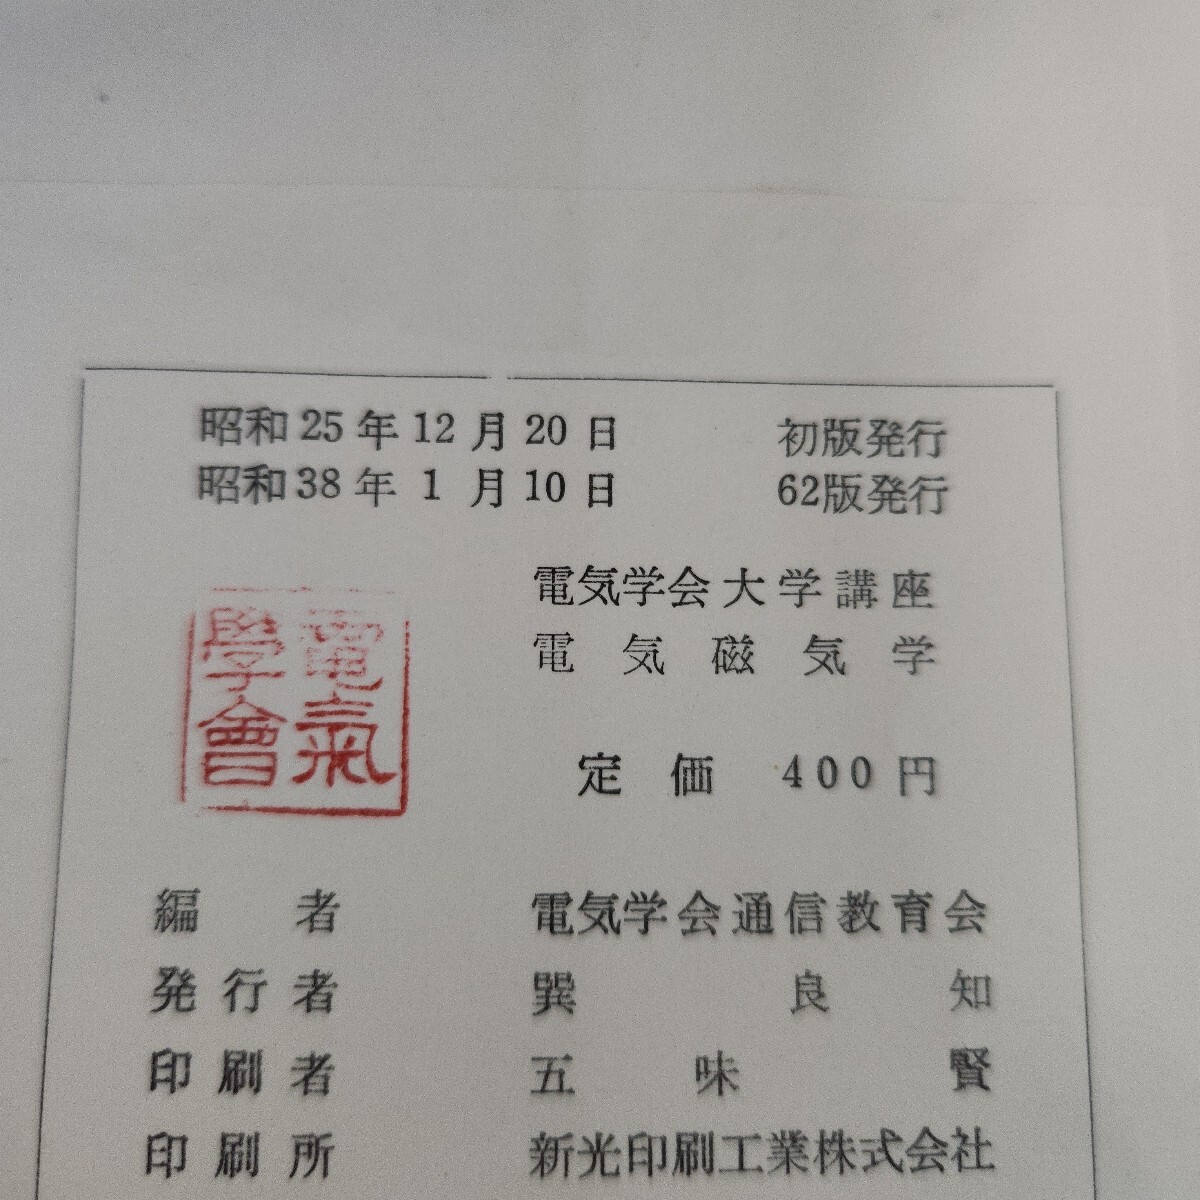 昭和25年12月20日 初版発行
昭和38年1月10日 62版発行
電気学会大学講座
電気磁気学
電氣學會
定価 400円
編者 電気学会通信教育会
発行者 巽良知
印刷者 五味賢
印刷所 新光印刷工業株式会社